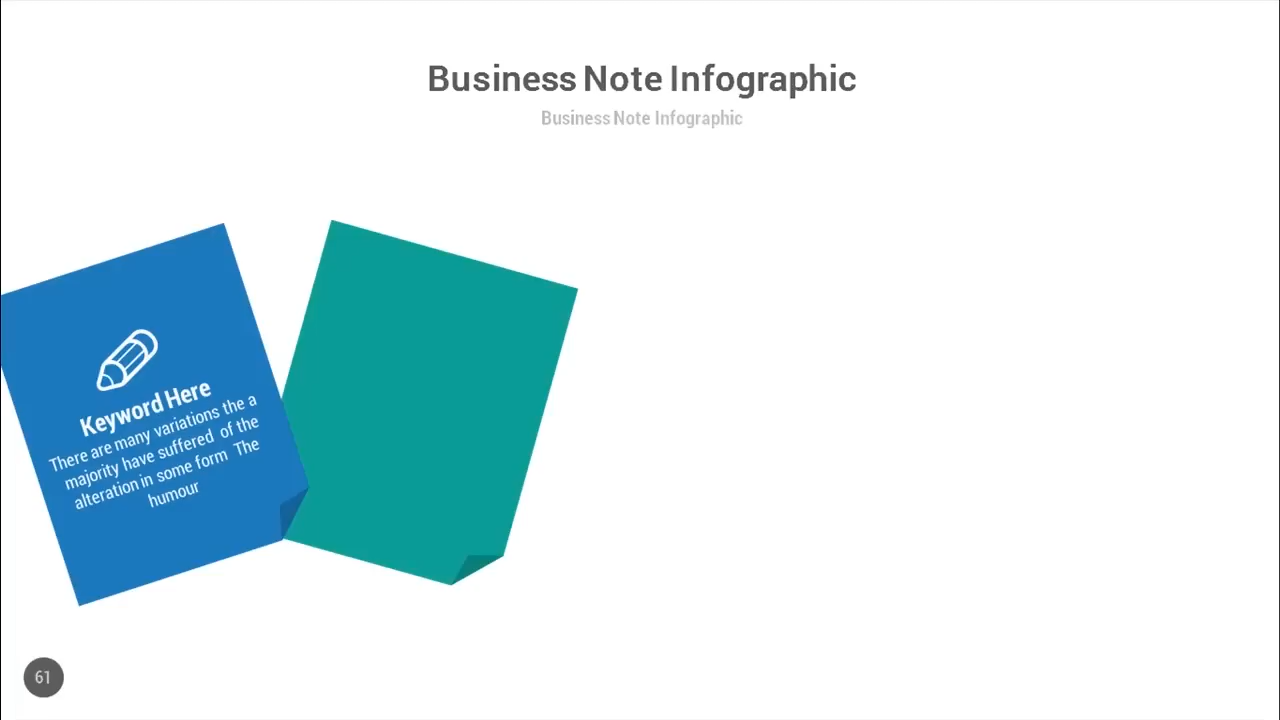 Business Note Infographic
Business Note Infographic
Keyword Here
There are many variations the a
majority have suffered of the
alteration in some form The
humour
61